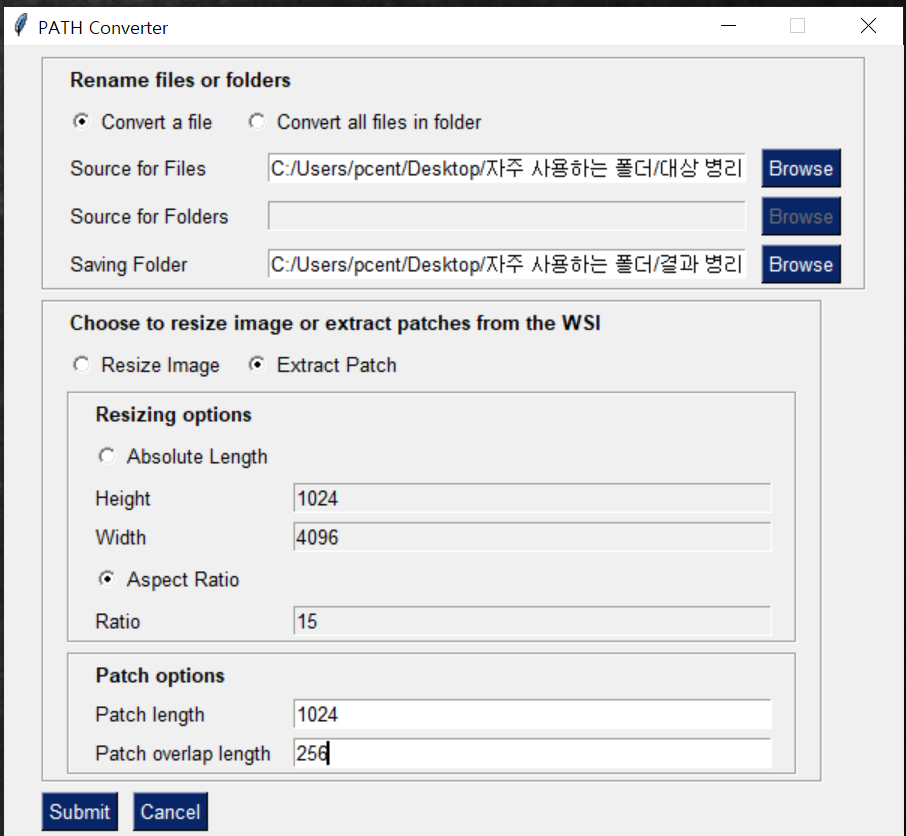 PATH Converter
Rename files or folders
Convert a file Convert all files in folder
Source for Files C:/Users/pcent/Desktop/자주 사용하는 폴더/대상 병리 Browse
Source for Folders Browse
Saving Folder C:/Users/pcent/Desktop/자주 사용하는 폴더/결과 병리 Browse
Choose to resize image or extract patches from the WSI
Resize Image Extract Patch
Resizing options
Absolute Length
Height 1024
Width 4096
Aspect Ratio
Ratio 15
Patch options
Patch length 1024
Patch overlap length 256
Submit Cancel